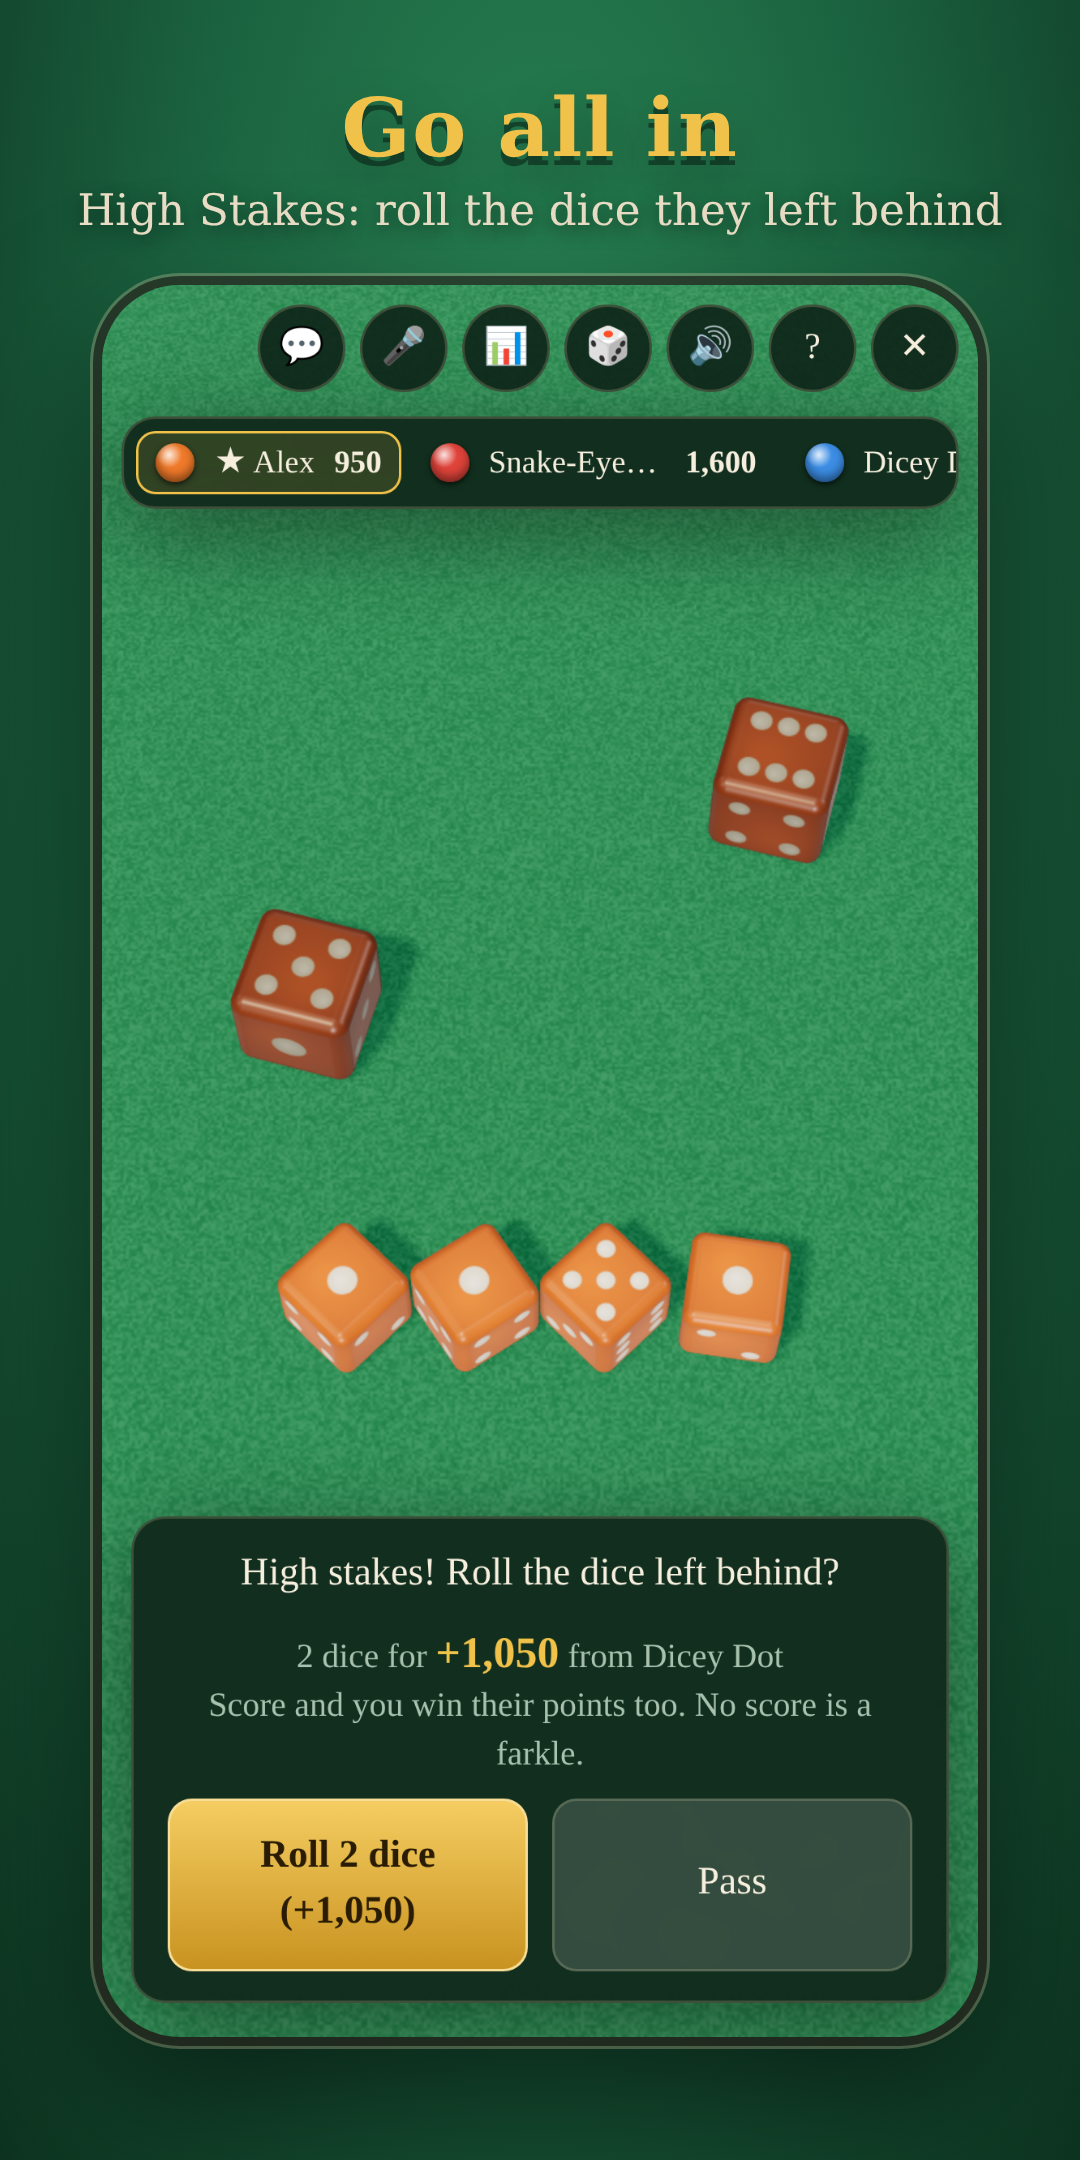 Go all in
High Stakes: roll the dice they left behind
?
✕
★ Alex 950 Snake-Eye… 1,600 Dicey
High stakes! Roll the dice left behind?
2 dice for +1,050 from Dicey Dot
Score and you win their points too. No score is a
farkle.
Roll 2 dice
(+1,050)
Pass